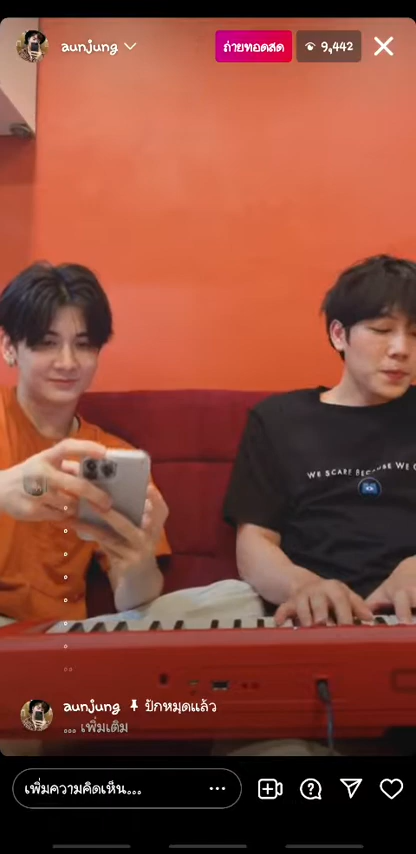 aunjung
ถ่ายทอดสด
9,442
WE SCARE BECAUSE WE C
aunjung ปักหมุดแล้ว
... เพิ่มเติม
เพิ่มความคิดเห็น...